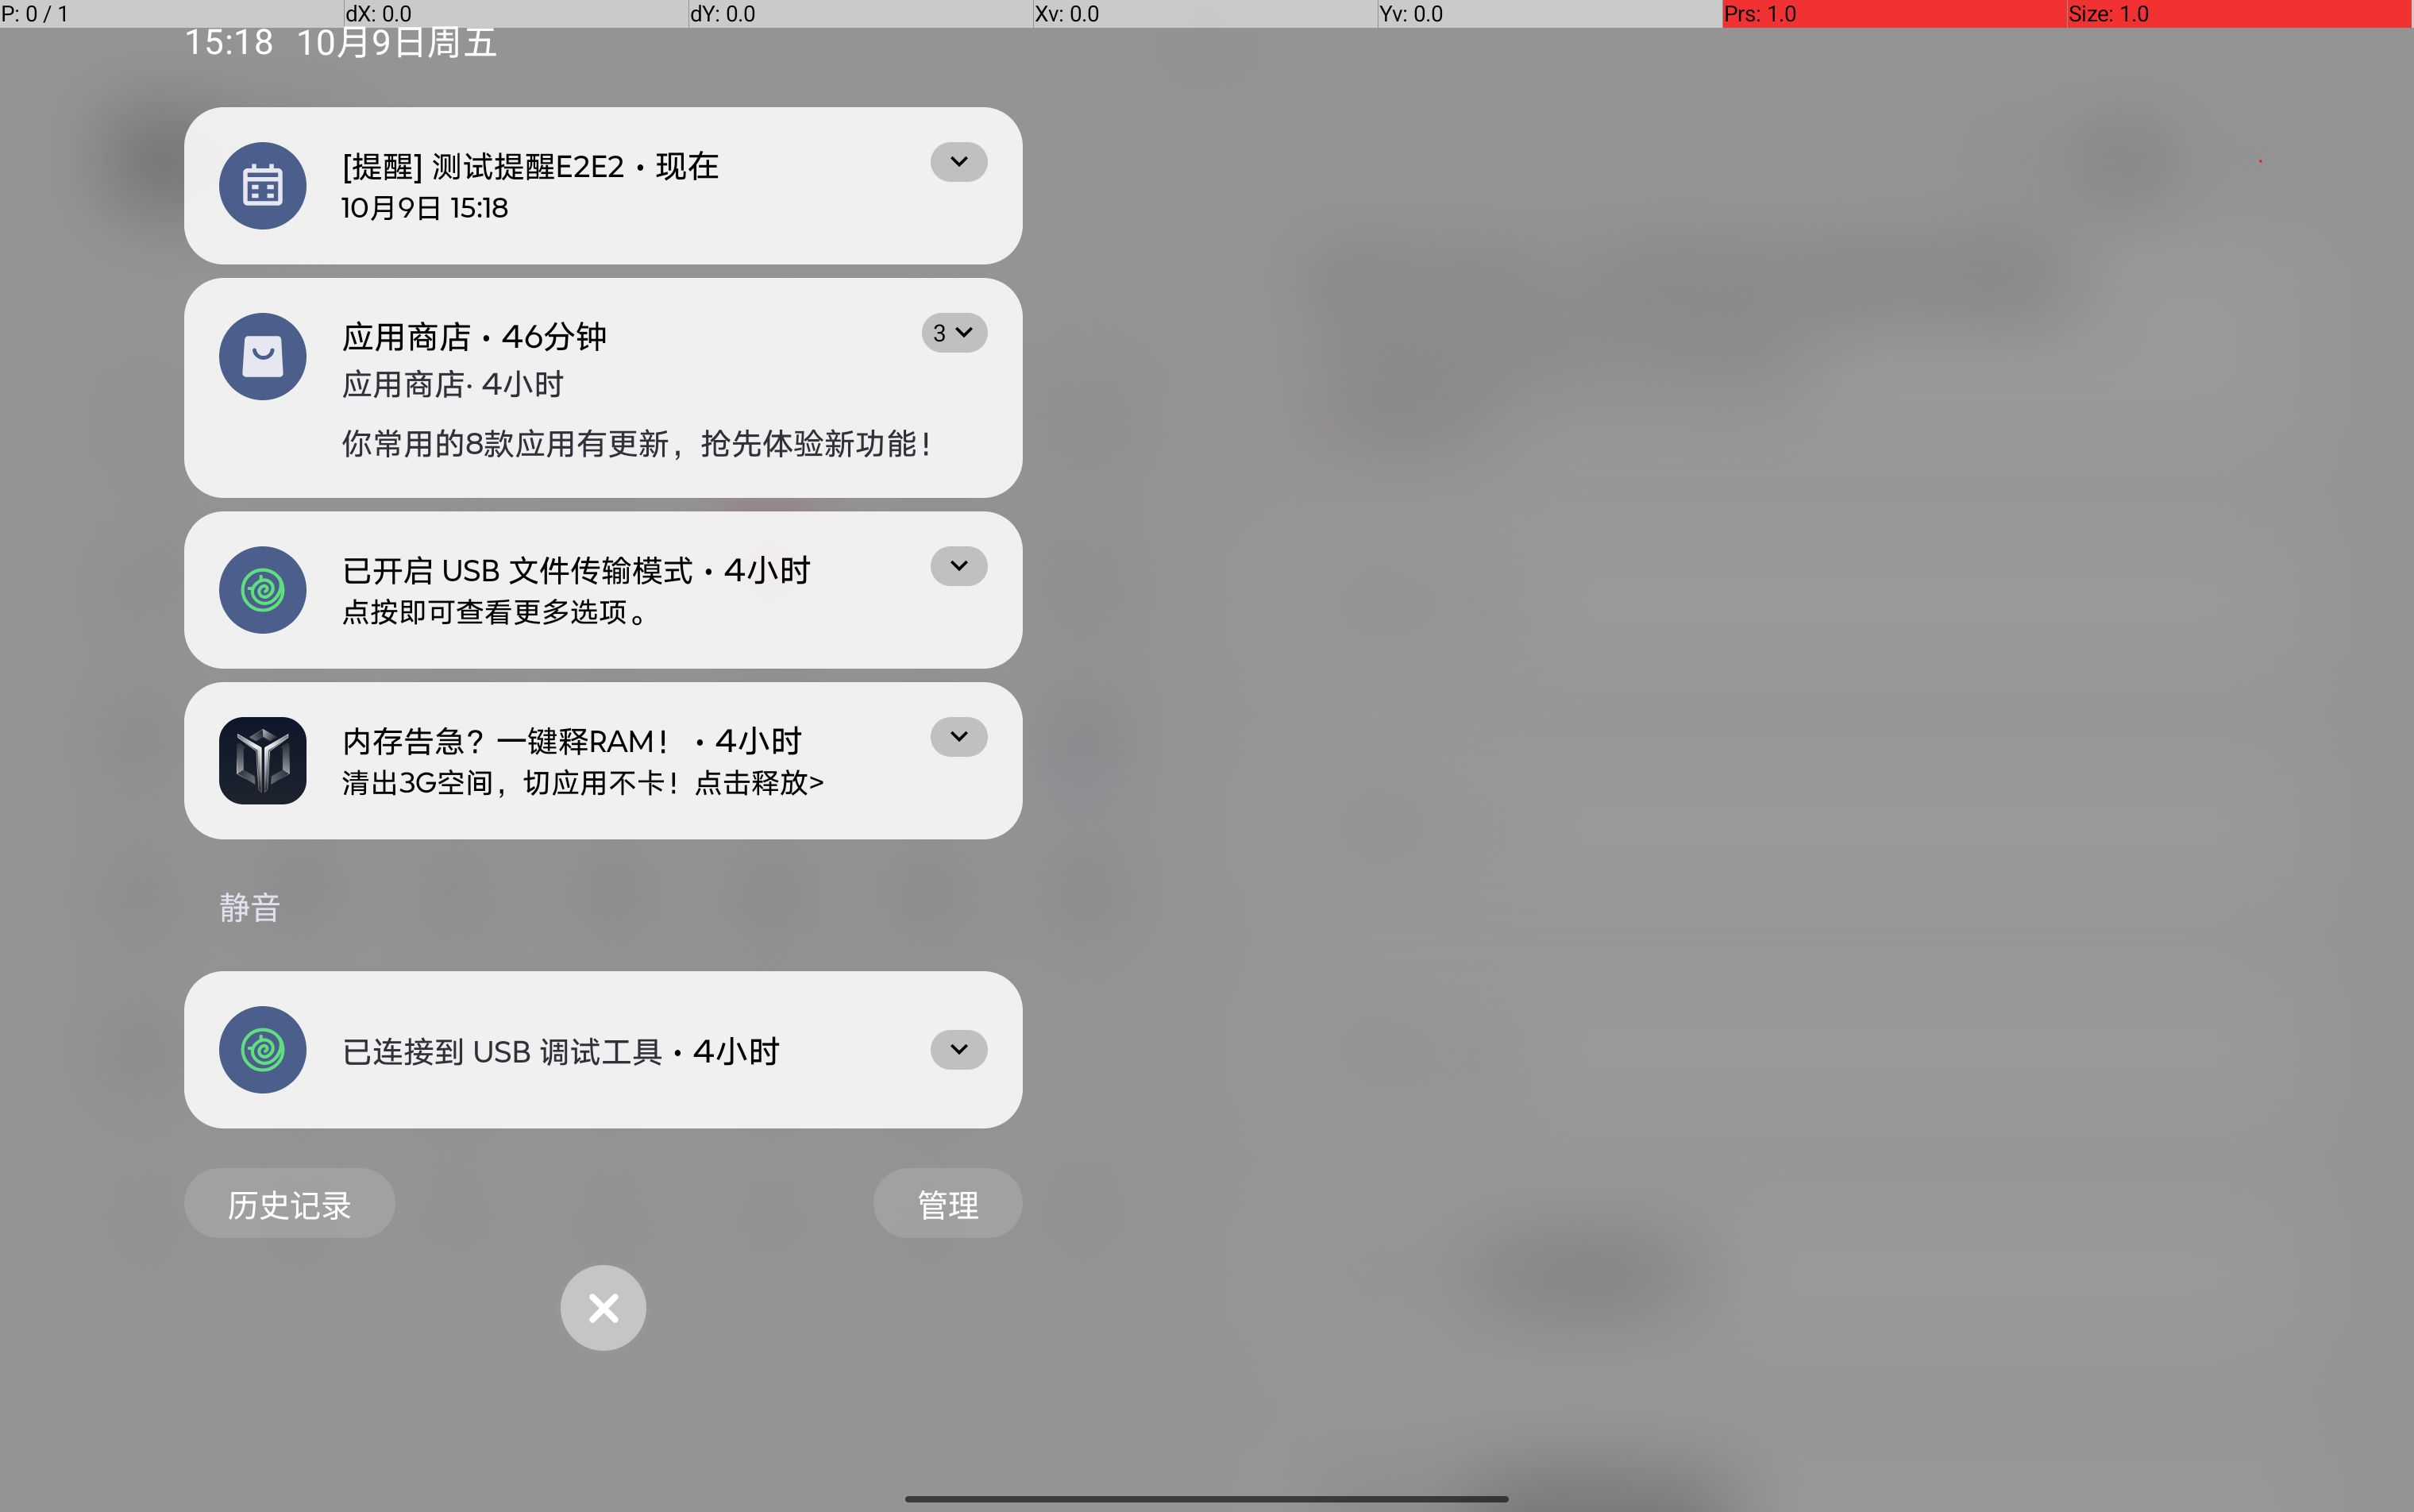 P: 0 / 1 dX: 0.0 dY: 0.0 Xv: 0.0 Yv: 0.0 Prs: 1.0 Size: 1.0
15:18 10月9日周五
[提醒] 测试提醒E2E2 • 现在
10月9日 15:18
应用商店 • 46分钟
3
应用商店· 4小时
你常用的8款应用有更新，抢先体验新功能！
已开启 USB 文件传输模式 • 4小时
点按即可查看更多选项。
内存告急？一键释RAM！ • 4小时
清出3G空间，切应用不卡！点击释放>
静音
已连接到 USB 调试工具 • 4小时
历史记录 管理